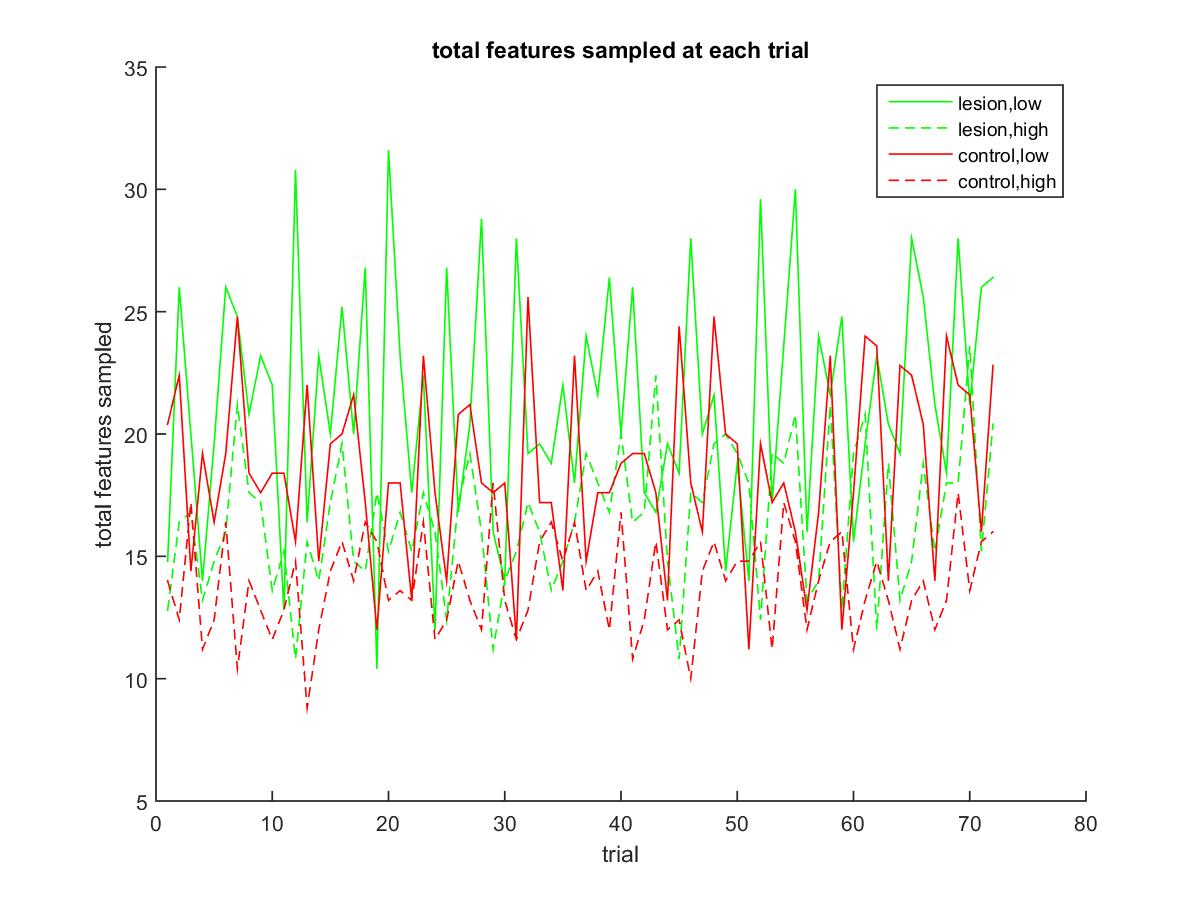 total features sampled at each trial
35
30
25
20
15
10
5
total features sampled
lesion,low
lesion,high
control,low
control,high
0 10 20 30 40 50 60 70 80
trial